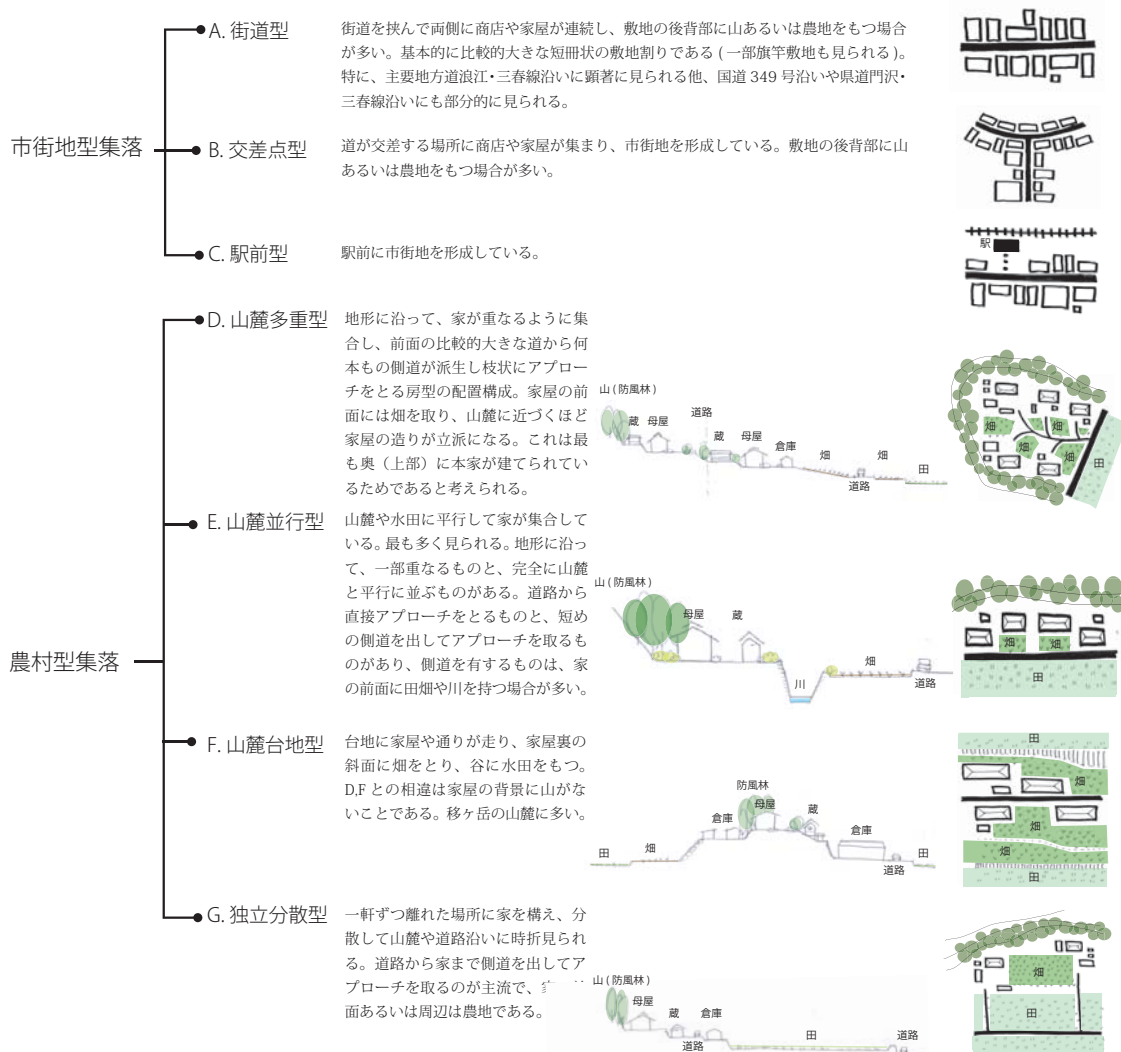 市街地型集落
A. 街道型
街道を挟んで両側に商店や家屋が連続し、敷地の後背部に山あるいは農地をもつ場合
が多い。基本的に比較的大きな短冊状の敷地割りである ( 一部旗竿敷地も見られる )。
特に、主要地方道浪江・三春線沿いに顕著に見られる他、国道 349 号沿いや県道門沢・
三春線沿いにも部分的に見られる。
B. 交差点型
道が交差する場所に商店や家屋が集まり、市街地を形成している。敷地の後背部に山
あるいは農地をもつ場合が多い。
C. 駅前型
駅前に市街地を形成している。
駅
農村型集落
D. 山麓多重型
地形に沿って、家が重なるように集
合し、前面の比較的大きな道から何
本もの側道が派生し枝状にアプロー
チをとる房型の配置構成。家屋の前
面には畑を取り、山麓に近づくほど
家屋の造りが立派になる。これは最
も奥（上部）に本家が建てられてい
るためであると考えられる。
山 ( 防風林 )
蔵
母屋
道路
蔵
母屋
倉庫
畑
道路
畑
田
畑
畑
畑
畑
田
E. 山麓並行型
山麓や水田に平行して家が集合して
いる。最も多く見られる。地形に沿っ
て、一部重なるものと、完全に山麓
と平行に並ぶものがある。道路から
直接アプローチをとるものと、短め
の側道を出してアプローチを取るも
のがあり、側道を有するものは、家
の前面に田畑や川を持つ場合が多い。
山 ( 防風林 )
母屋
蔵
川
畑
道路
畑
畑
田
F. 山麓台地型
台地に家屋や通りが走り、家屋裏の
斜面に畑をとり、谷に水田をもつ。
D,F との相違は家屋の背景に山がな
いことである。移ヶ岳の山麓に多い。
田
畑
倉庫
防風林
母屋
蔵
倉庫
道路
田
田
畑
畑
畑
田
G. 独立分散型
一軒ずつ離れた場所に家を構え、分
散して山麓や道路沿いに時折見られ
る。道路から家まで側道を出してア
プローチを取るのが主流で、
面あるいは周辺は農地である。
山 ( 防風林 )
母屋
蔵
倉庫
道路
田
道路
畑
田